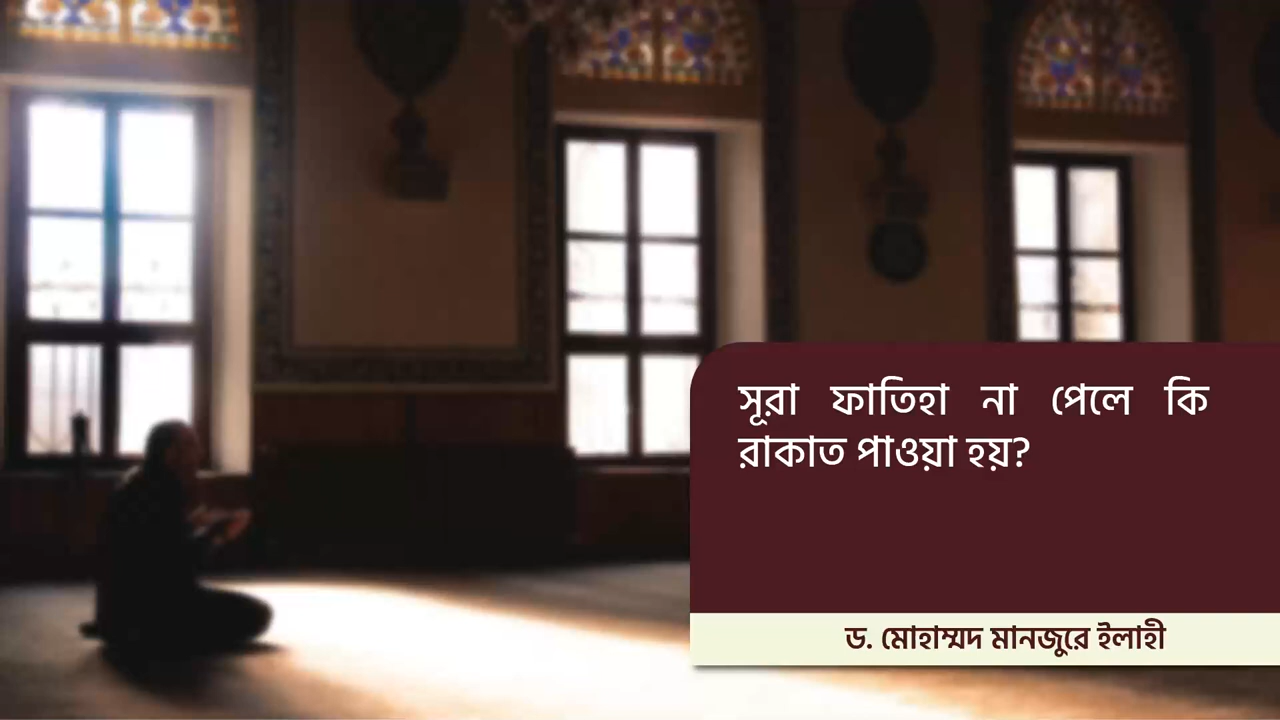 সূরা ফাতিহা না পেলে কি
রাকাত পাওয়া হয়?
ড. মোহাম্মদ মানজুরে ইলাহী